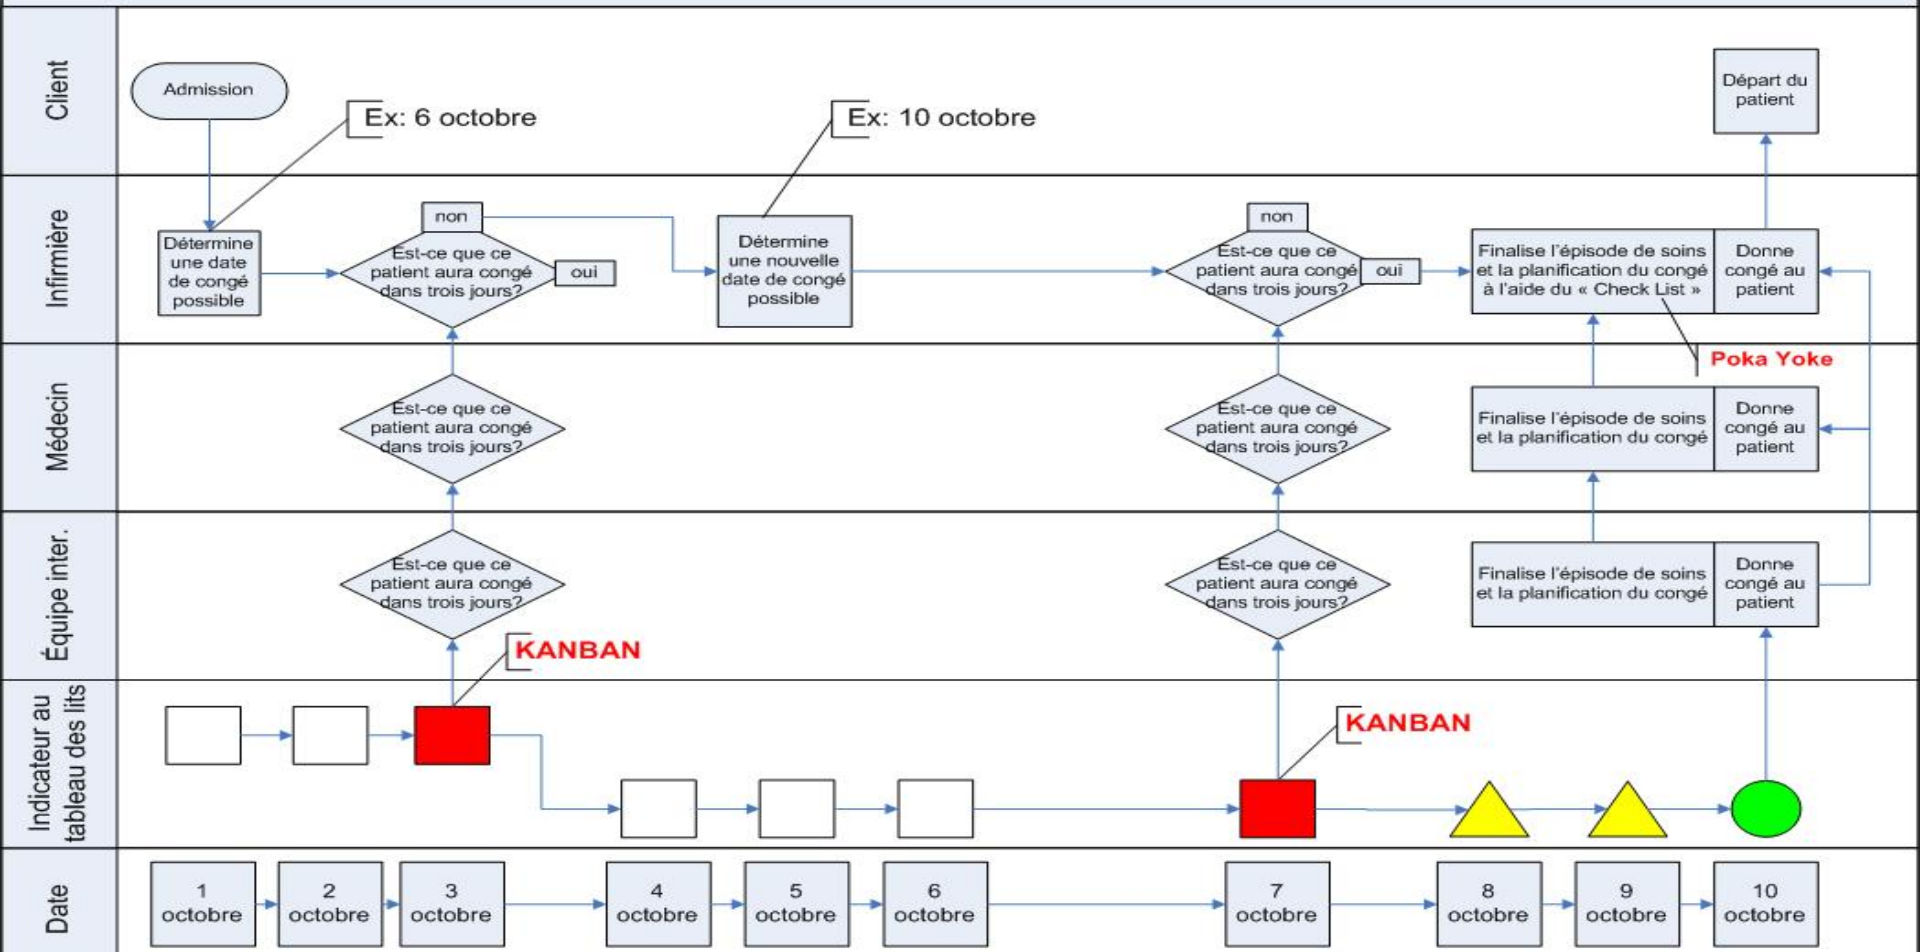 Client
Admission
Ex: 6 octobre
Ex: 10 octobre
Départ du
patient
Infirmière
Détermine
une date
de congé
possible
non
Est-ce que ce
patient aura congé
dans trois jours?
oui
Détermine
une nouvelle
date de congé
possible
non
Est-ce que ce
patient aura congé
dans trois jours?
oui
Finalise l'épisode de soins
et la planification du congé
à l'aide du « Check List »
Donne
congé au
patient
Poka Yoke
Médecin
Est-ce que ce
patient aura congé
dans trois jours?
Est-ce que ce
patient aura congé
dans trois jours?
Finalise l'épisode de soins
et la planification du congé
Donne
congé au
patient
Équipe inter.
Est-ce que ce
patient aura congé
dans trois jours?
Est-ce que ce
patient aura congé
dans trois jours?
Finalise l'épisode de soins
et la planification du congé
Donne
congé au
patient
KANBAN
Indicateur au
tableau des lits
KANBAN
Date
1
octobre
2
octobre
3
octobre
4
octobre
5
octobre
6
octobre
7
octobre
8
octobre
9
octobre
10
octobre